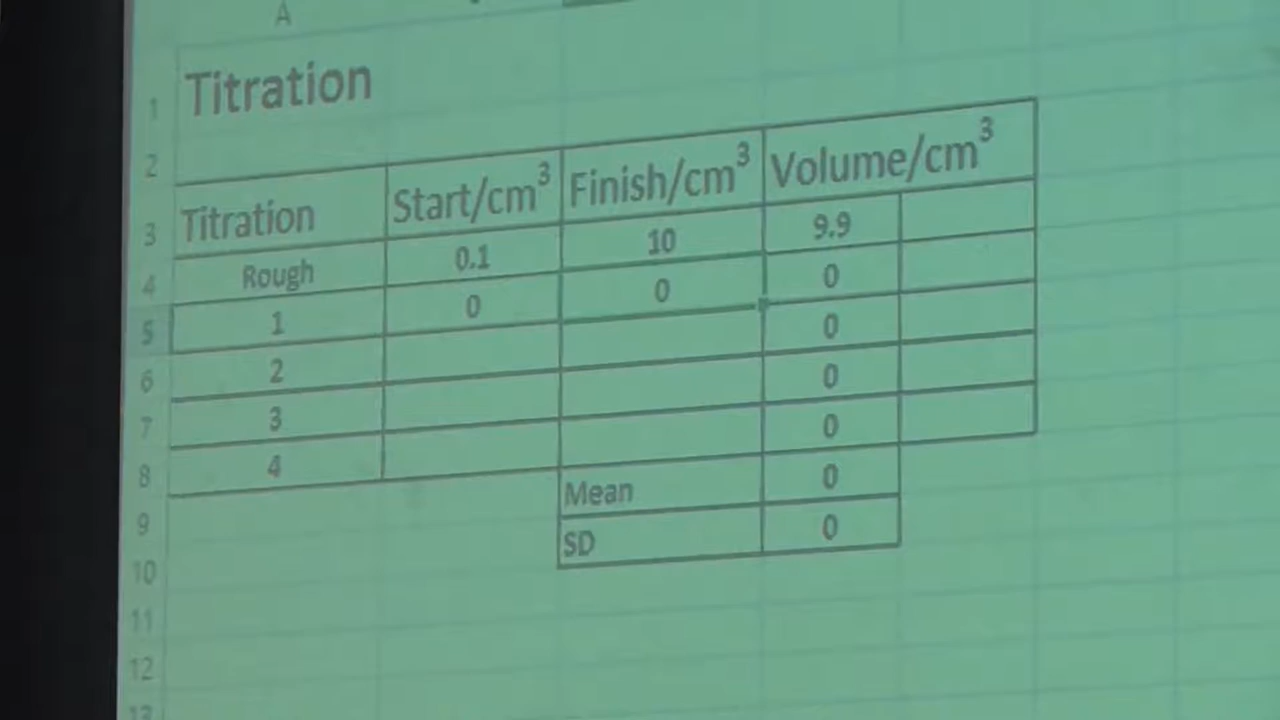 A
1 Titration
2
3 Titration Start/cm³ Finish/cm³ Volume/cm³
4 Rough 0.1 10 9.9
5 1 0 0 0
6 2 0
7 3 0
8 4 0
9 Mean 0
10 SD 0
11
12
13